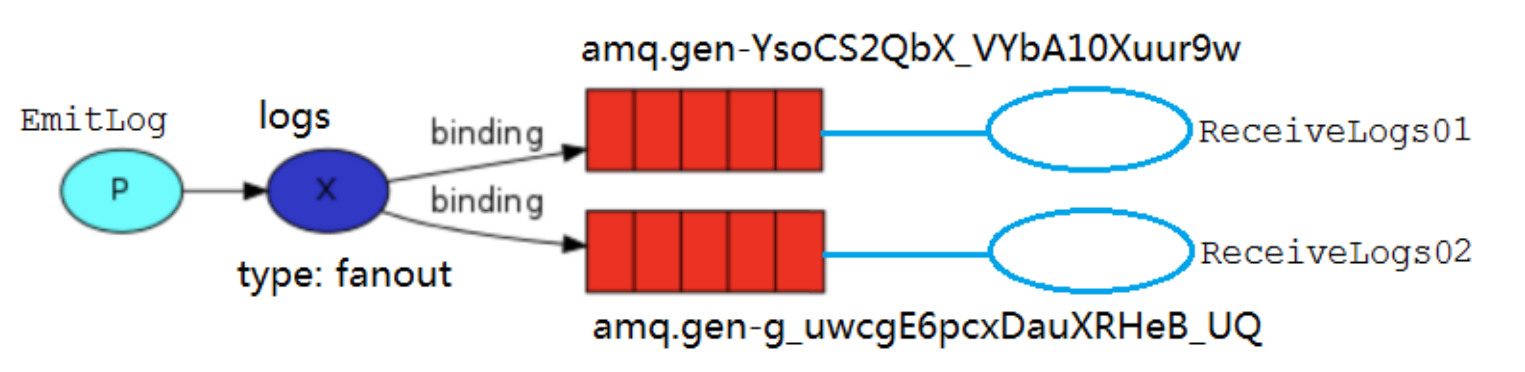 amq.gen-YsoCS2QbX_VYbA10Xuur9w
EmitLog
logs
binding
ReceiveLogs01
P
X
binding
type: fanout
ReceiveLogs02
amq.gen-g_uwcgE6pcxDauXRHeB_UQ